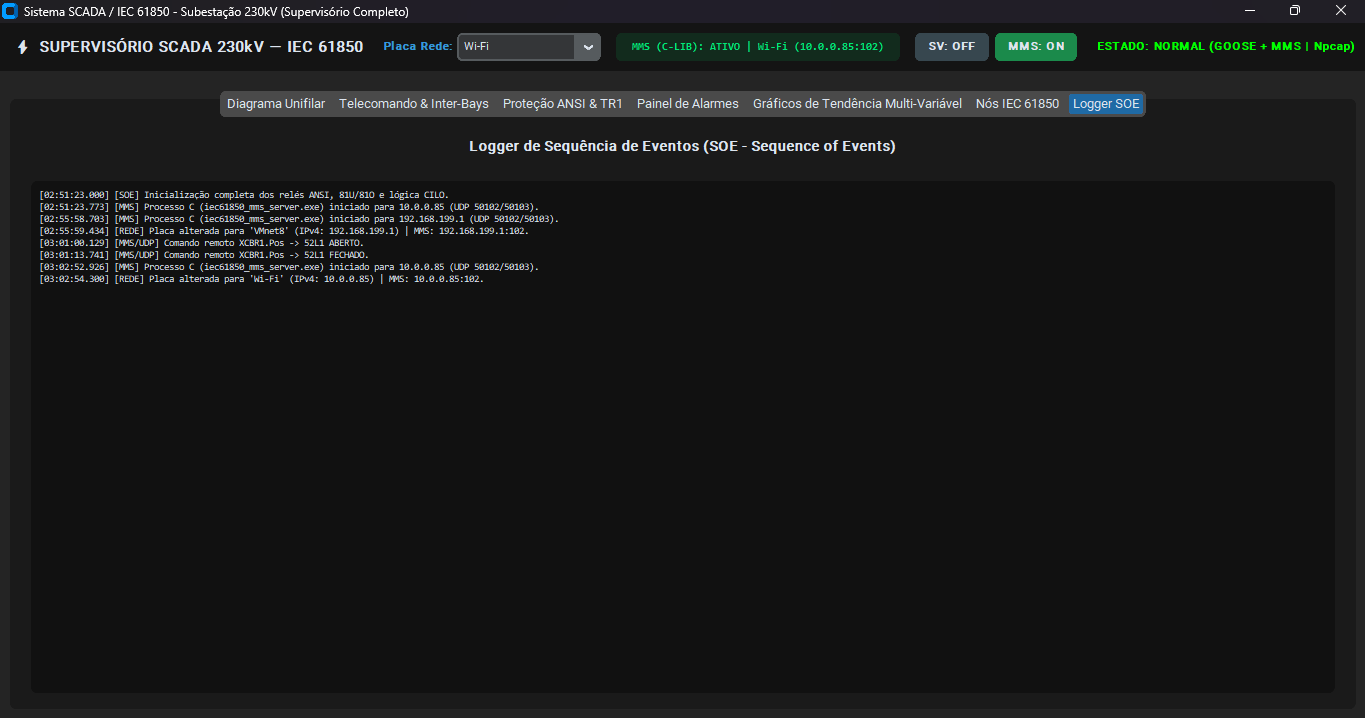 Sistema SCADA / IEC 61850 - Subestação 230kV (Supervisório Completo)
SUPERVISÓRIO SCADA 230kV — IEC 61850 Placa Rede: Wi-Fi MMS (C-LIB): ATIVO | Wi-Fi (10.0.0.85:102) SV: OFF MMS: ON ESTADO: NORMAL (GOOSE + MMS | Npcap)
Diagrama Unifilar Telecomando & Inter-Bays Proteção ANSI & TR1 Painel de Alarmes Gráficos de Tendência Multi-Variável Nós IEC 61850 Logger SOE
Logger de Sequência de Eventos (SOE - Sequence of Events)
[02:51:23.000] [SOE] Inicialização completa dos relés ANSI, 81U/81O e lógica CILO.
[02:51:23.773] [MMS] Processo C (iec61850_mms_server.exe) iniciado para 10.0.0.85 (UDP 50102/50103).
[02:55:58.703] [MMS] Processo C (iec61850_mms_server.exe) iniciado para 192.168.199.1 (UDP 50102/50103).
[02:55:59.434] [REDE] Placa alterada para 'VMnet8' (IPv4: 192.168.199.1) | MMS: 192.168.199.1:102.
[03:01:00.129] [MMS/UDP] Comando remoto XCBR1.Pos -> 52L1 ABERTO.
[03:01:13.741] [MMS/UDP] Comando remoto XCBR1.Pos -> 52L1 FECHADO.
[03:02:52.926] [MMS] Processo C (iec61850_mms_server.exe) iniciado para 10.0.0.85 (UDP 50102/50103).
[03:02:54.300] [REDE] Placa alterada para 'Wi-Fi' (IPv4: 10.0.0.85) | MMS: 10.0.0.85:102.